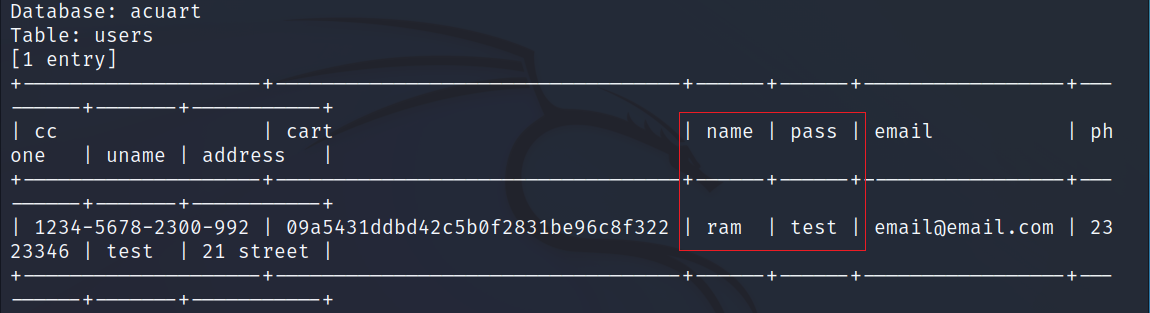 Database: acuart
Table: users
[1 entry]
+--------------------+----------------------------------+------+------+-----------------+---
------+-------+-----------+
| cc | cart | name | pass | email | ph
one | uname | address |
+--------------------+----------------------------------+------+------+-----------------+---
------+-------+-----------+
| 1234-5678-2300-992 | 09a5431ddbd42c5b0f2831be96c8f322 | ram | test | email@email.com | 23
23346 | test | 21 street |
+--------------------+----------------------------------+------+------+-----------------+---
------+-------+-----------+